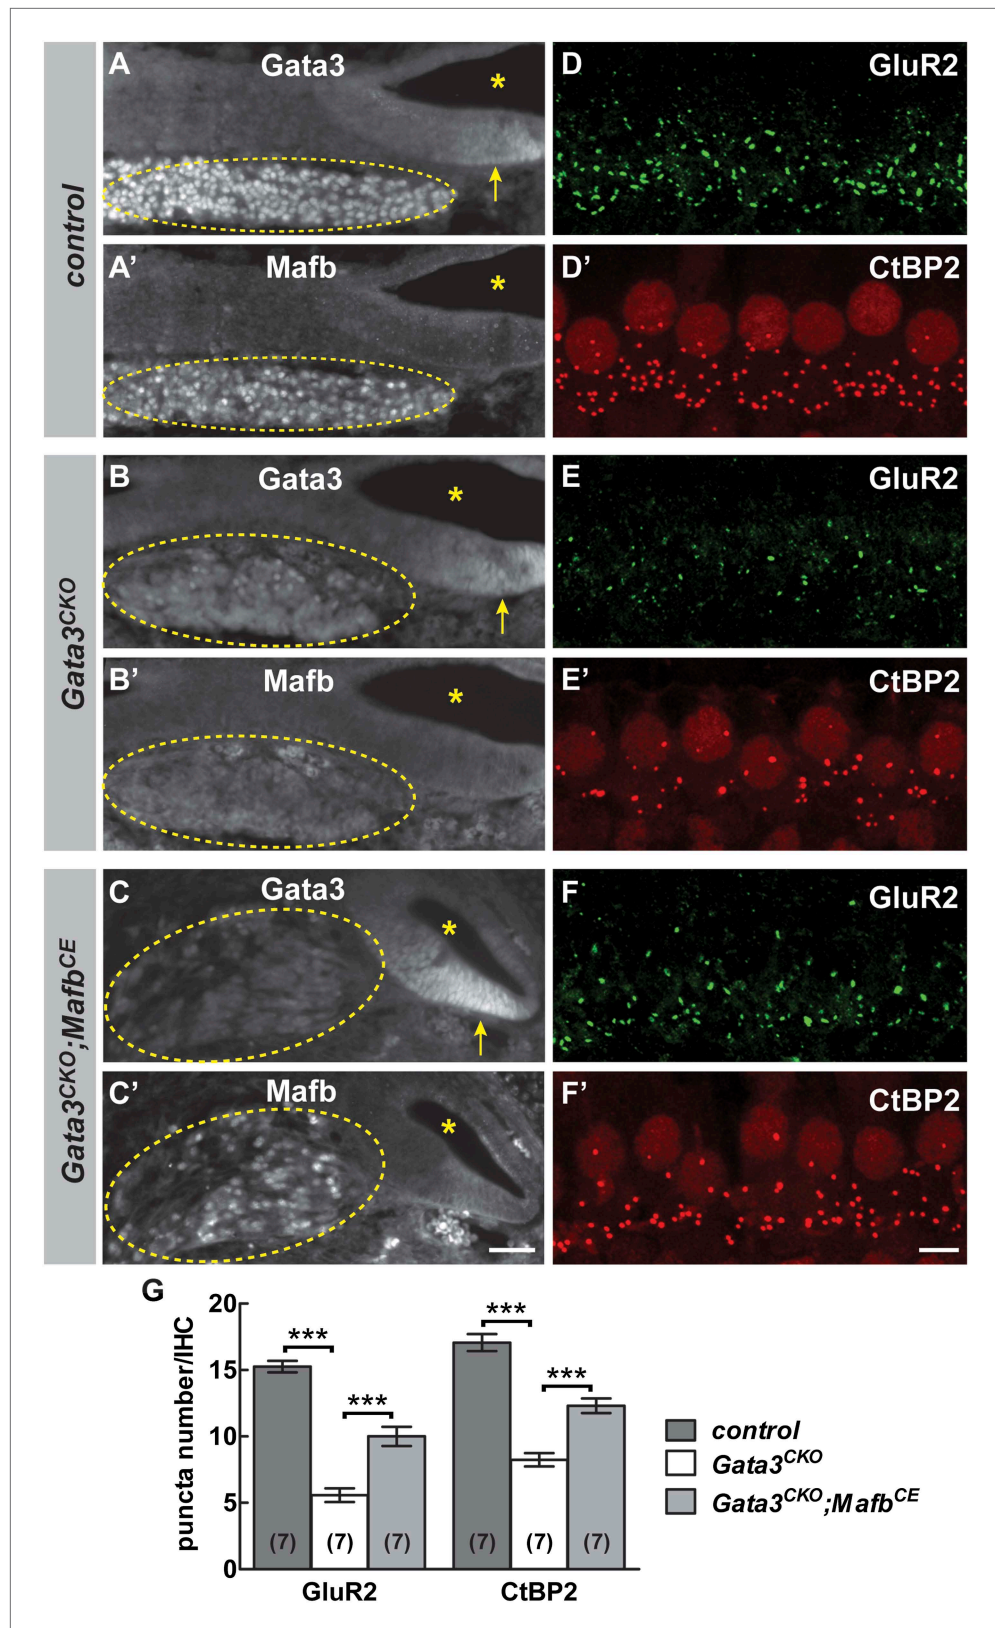 control
A
Gata3
*
D
GluR2
A'
Mafb
*
D'
CtBP2
Gata3CKO
B
Gata3
*
E
GluR2
B'
Mafb
*
E'
CtBP2
Gata3CKO;MafbCE
C
Gata3
*
F
GluR2
C'
Mafb
*
F'
CtBP2
G
puncta number/IHC
20
15
10
5
0
***
***
***
***
(7)
(7)
(7)
(7)
(7)
(7)
GluR2
CtBP2
control
Gata3CKO
Gata3CKO;MafbCE